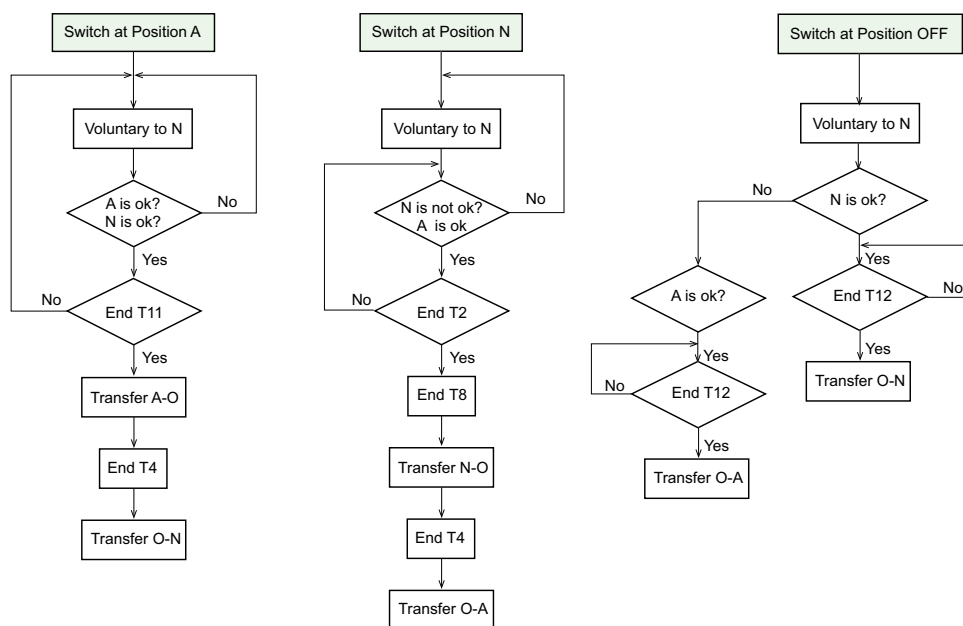 Switch at Position A
Voluntary to N
A is ok?
N is ok?
No
Yes
No
End T11
Yes
Transfer A-O
End T4
Transfer O-N
Switch at Position N
Voluntary to N
N is not ok?
A is ok
No
Yes
No
End T2
Yes
End T8
Transfer N-O
End T4
Transfer O-A
Switch at Position OFF
Voluntary to N
No
N is ok?
Yes
End T12
No
Yes
Transfer O-N
A is ok?
Yes
No
End T12
Yes
Transfer O-A